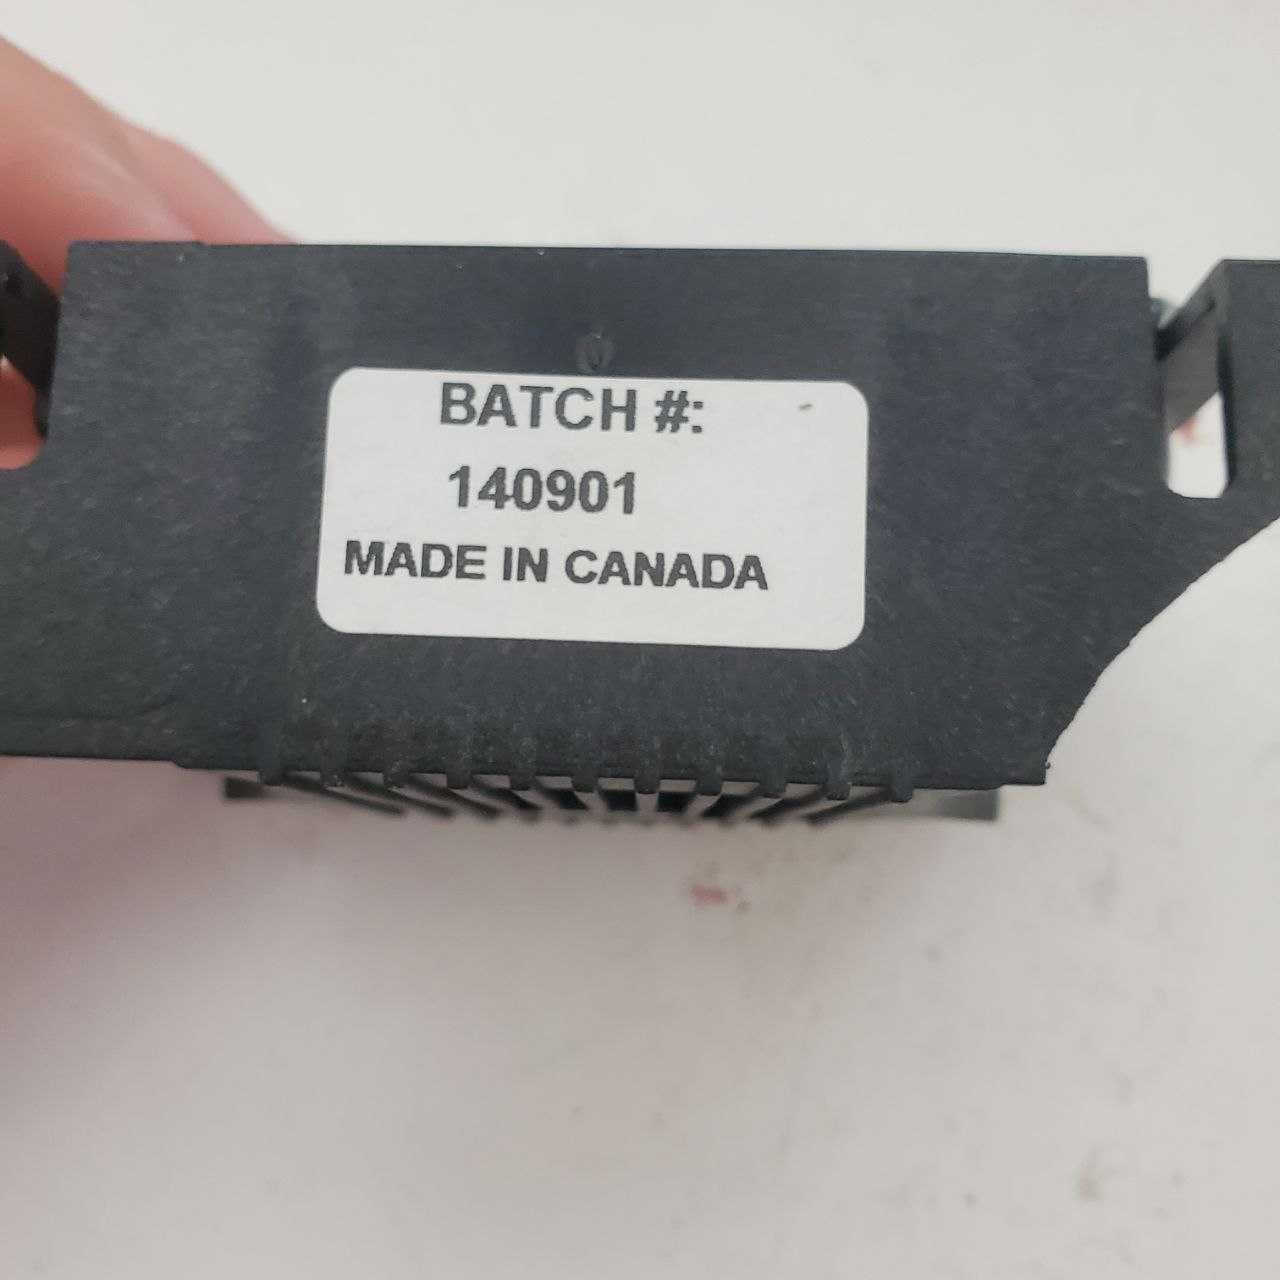 BATCH #:
140901
MADE IN CANADA